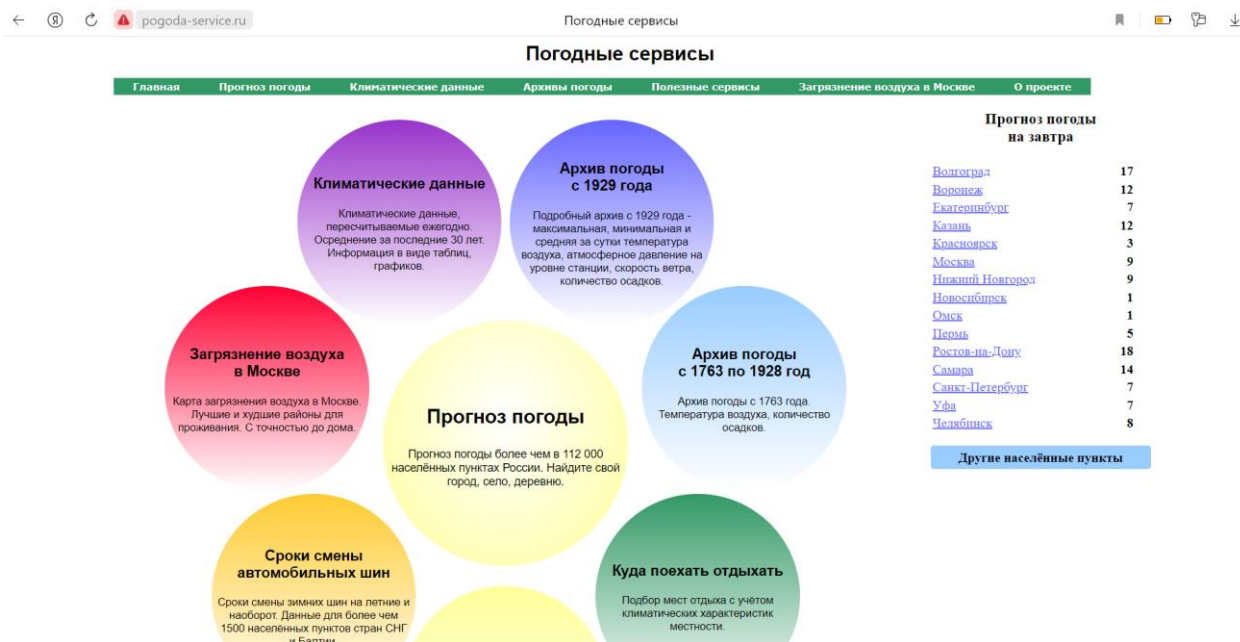 pogoda-service.ru
Погодные сервисы
Погодные сервисы
Главная Прогноз погоды Климатические данные Архивы погоды Полезные сервисы Загрязнение воздуха в Москве О проекте
Климатические данные
Климатические данные,
пересчитываемые ежегодно.
Осреднение за последние 30 лет.
Информация в виде таблиц,
графиков.
Архив погоды
с 1929 года
Подробный архив с 1929 года -
максимальная, минимальная и
средняя за сутки температура
воздуха, атмосферное давление на
уровне станции, скорость ветра,
количество осадков.
Загрязнение воздуха
в Москве
Карта загрязнения воздуха в Москве.
Лучшие и худшие районы для
проживания. С точностью до дома.
Прогноз погоды
Прогноз погоды более чем в 112 000
населённых пунктах России. Найдите свой
город, село, деревню.
Архив погоды
с 1763 по 1928 год
Архив погоды с 1763 года.
Температура воздуха, количество
осадков.
Сроки смены
автомобильных шин
Сроки смены зимних шин на летние и
наоборот. Данные для более чем
1500 населённых пунктов стран СНГ
и Балтии.
Куда поехать отдыхать
Подбор мест отдыха с учётом
климатических характеристик
местности.
Прогноз погоды
на завтра
Волгоград 17
Воронеж 12
Екатеринбург 7
Казань 12
Красноярск 3
Москва 9
Нижний Новгород 9
Новосибирск 1
Омск 1
Пермь 5
Ростов-на-Дону 18
Самара 14
Санкт-Петербург 7
Уфа 7
Челябинск 8
Другие населённые пункты